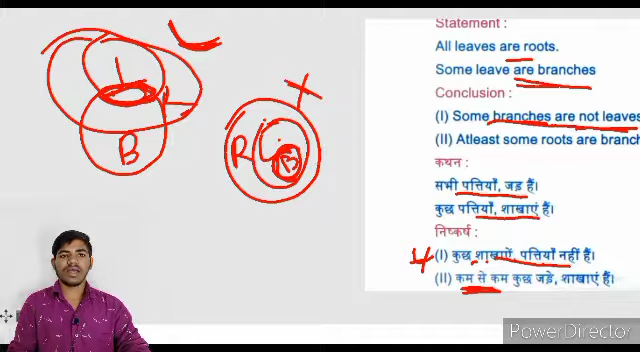 Statement :
All leaves are roots.
Some leave are branches
Conclusion :
(I) Some branches are not leaves
(II) Atleast some roots are branch
कथन :
सभी पत्तियाँ, जड़ हैं।
कुछ पत्तियाँ, शाखाएं हैं।
निष्कर्ष :
(I) कुछ शाखाऐं, पत्तियाँ नहीं हैं।
(II) कम से कम कुछ जड़े, शाखाएं हैं।
L
B
R
L
B
PowerDirector